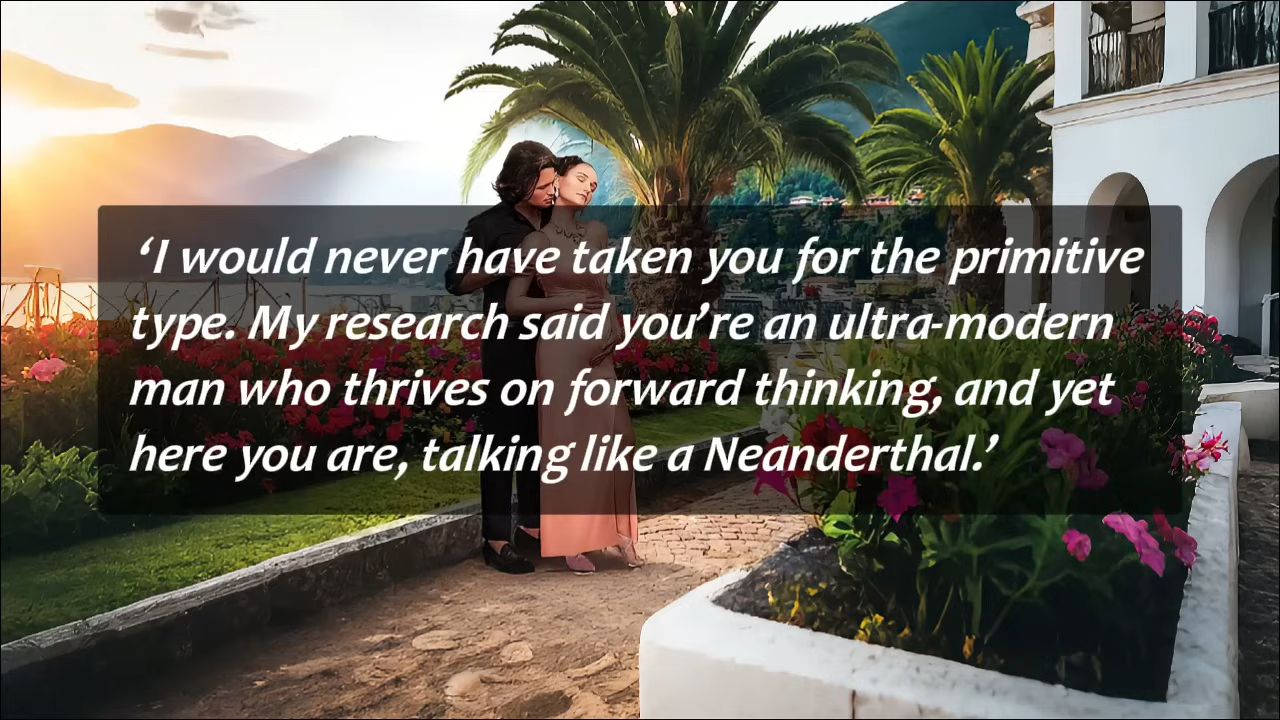 ‘I would never have taken you for the primitive
type. My research said you’re an ultra-modern
man who thrives on forward thinking, and yet
here you are, talking like a Neanderthal.’